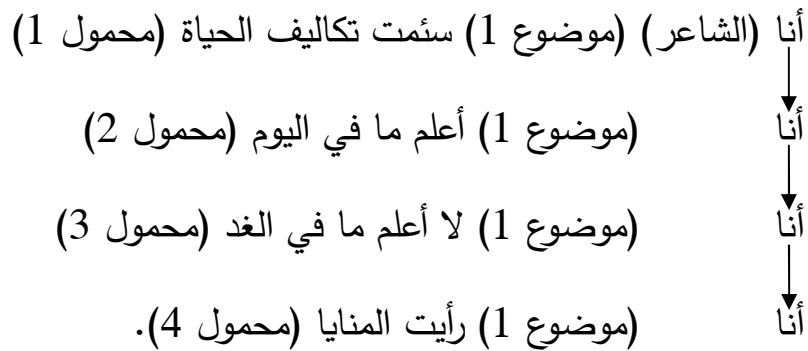 أنا (الشاعر) (موضوع 1) سئمت تكاليف الحياة (محمول 1)
أنا (موضوع 1) أعلم ما في اليوم (محمول 2)
أنا (موضوع 1) لا أعلم ما في الغد (محمول 3)
أنا (موضوع 1) رأيت المنايا (محمول 4).